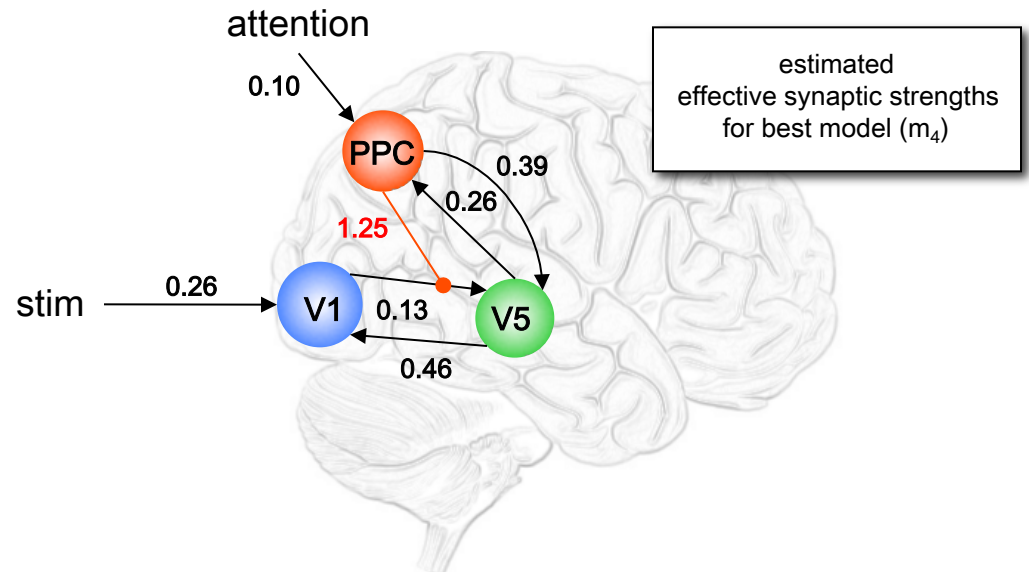 attention
0.10
estimated
effective synaptic strengths
for best model (m₄)
PPC
0.39
0.26
1.25
stim
0.26
V1
0.13
V5
0.46